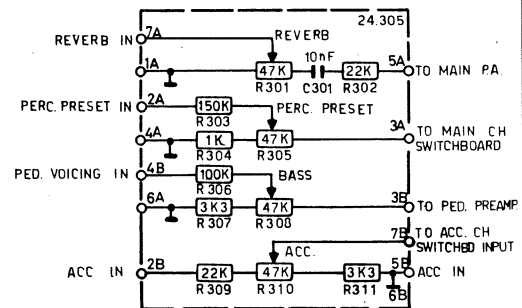 24.305
7A
REVERB IN
REVERB
10nF
1A
5A
47K
22K
TO MAIN P.A.
R301
C301
R302
PERC. PRESET IN
2A
150K
R303
PERC. PRESET
4A
1K
47K
3A
TO MAIN CH
SWITCHBOARD
R304
R305
PED. VOICING IN
4B
100K
R306
BASS
6A
3K3
47K
3B
TO PED. PREAMP.
R307
R308
7B
TO ACC. CH
SWITCHBD INPUT
ACC.
ACC IN
2B
22K
47K
3K3
5B
ACC IN
R309
R310
R311
6B